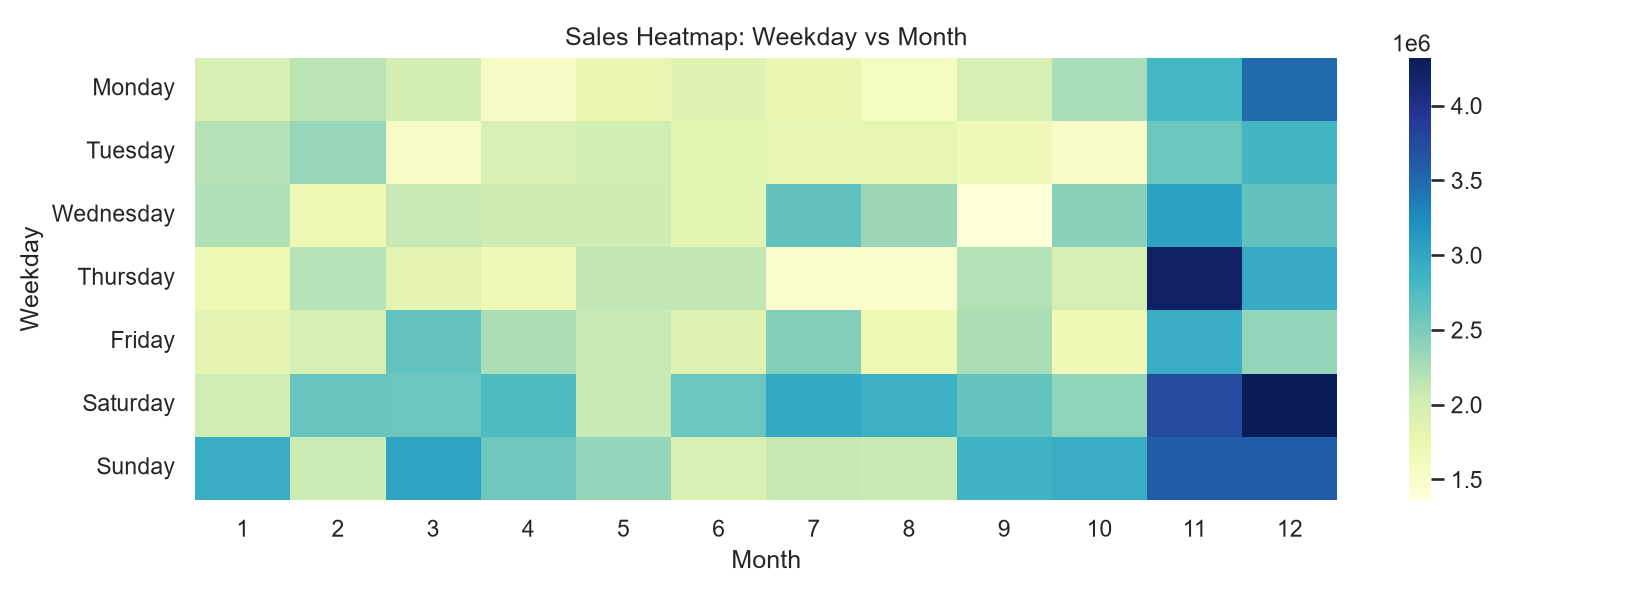 Sales Heatmap: Weekday vs Month
1e6
Monday
Tuesday
Wednesday
Thursday
Friday
Saturday
Sunday
Weekday
1 2 3 4 5 6 7 8 9 10 11 12
Month
4.0
3.5
3.0
2.5
2.0
1.5